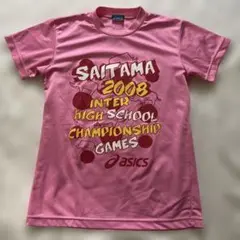 SAITAMA
2008
INTER
HIGH SCHOOL
CHAMPIONSHIP
GAMES
asics